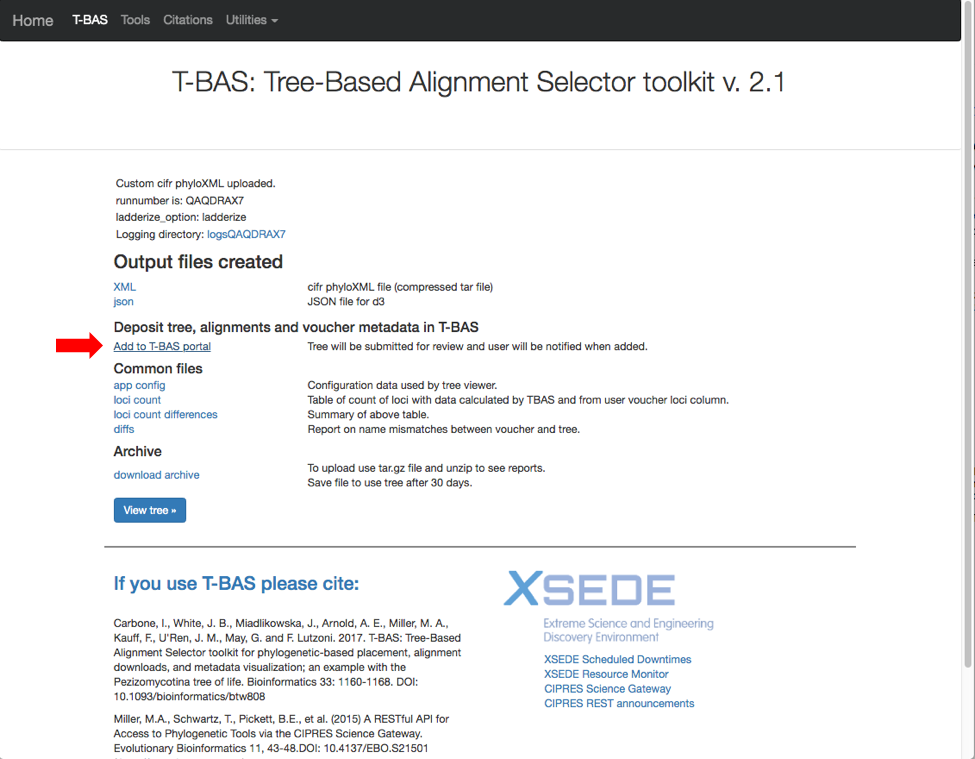 Home T-BAS Tools Citations Utilities
T-BAS: Tree-Based Alignment Selector toolkit v. 2.1
Custom cifr phyloXML uploaded.
runnumber is: QAQDRAX7
ladderize_option: ladderize
Logging directory: logsQAQDRAX7
Output files created
XML cifr phyloXML file (compressed tar file)
json JSON file for d3
Deposit tree, alignments and voucher metadata in T-BAS
Add to T-BAS portal Tree will be submitted for review and user will be notified when added.
Common files
app config Configuration data used by tree viewer.
loci count Table of count of loci with data calculated by TBAS and from user voucher loci column.
loci count differences Summary of above table.
diffs Report on name mismatches between voucher and tree.
Archive
download archive To upload use tar.gz file and unzip to see reports.
Save file to use tree after 30 days.
View tree »
If you use T-BAS please cite:
Carbone, I., White, J. B., Miadlikowska, J., Arnold, A. E., Miller, M. A.,
Kauff, F., U'Ren, J. M., May, G. and F. Lutzoni. 2017. T-BAS: Tree-Based
Alignment Selector toolkit for phylogenetic-based placement, alignment
downloads, and metadata visualization; an example with the
Pezizomycotina tree of life. Bioinformatics 33: 1160-1168. DOI:
10.1093/bioinformatics/btw808
Miller, M.A., Schwartz, T., Pickett, B.E., et al. (2015) A RESTful API for
Access to Phylogenetic Tools via the CIPRES Science Gateway.
Evolutionary Bioinformatics 11, 43-48.DOI: 10.4137/EBO.S21501
XSEDE
Extreme Science and Engineering
Discovery Environment
XSEDE Scheduled Downtimes
XSEDE Resource Monitor
CIPRES Science Gateway
CIPRES REST announcements